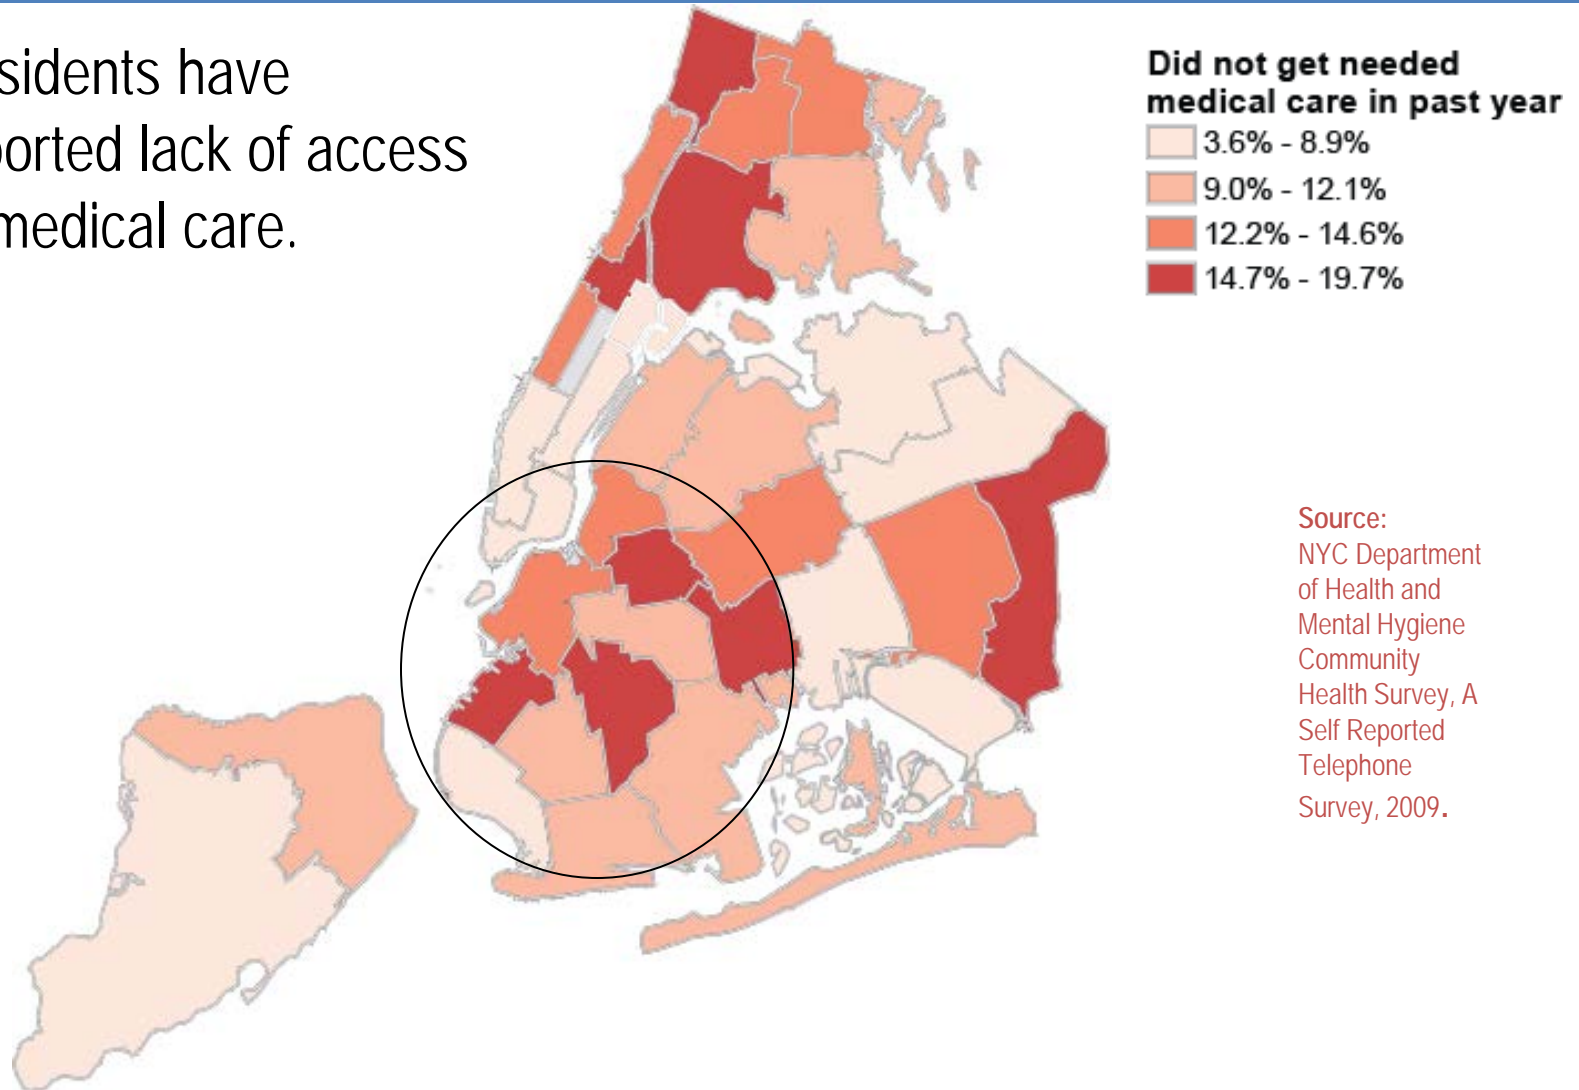 sidents have
orted lack of access
medical care.
Did not get needed
medical care in past year
3.6% - 8.9%
9.0% - 12.1%
12.2% - 14.6%
14.7% - 19.7%
Source:
NYC Department
of Health and
Mental Hygiene
Community
Health Survey, A
Self Reported
Telephone
Survey, 2009.